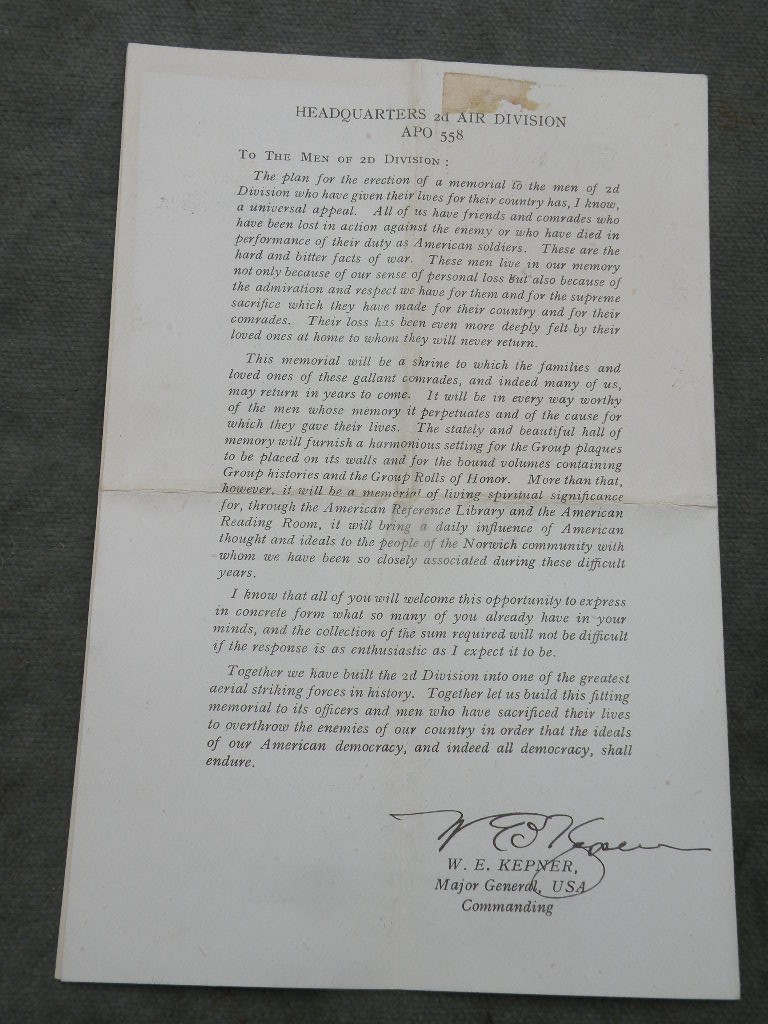 HEADQUARTERS 2d AIR DIVISION
APO 558
To The Men of 2d Division :
The plan for the erection of a memorial to the men of 2d
Division who have given their lives for their country has, I know,
a universal appeal. All of us have friends and comrades who
have been lost in action against the enemy or who have died in
performance of their duty as American soldiers. These are the
hard and bitter facts of war. These men live in our memory
not only because of our sense of personal loss but also because of
the admiration and respect we have for them and for the supreme
sacrifice which they have made for their country and for their
comrades. Their loss has been even more deeply felt by their
loved ones at home to whom they will never return.
This memorial will be a shrine to which the families and
loved ones of these gallant comrades, and indeed many of us,
may return in years to come. It will be in every way worthy
of the men whose memory it perpetuates and of the cause for
which they gave their lives. The stately and beautiful hall of
memory will furnish a harmonious setting for the Group plaques
to be placed on its walls and for the bound volumes containing
Group histories and the Group Rolls of Honor. More than that,
however, it will be a memorial of living spiritual significance
for, through the American Reference Library and the American
Reading Room, it will bring a daily influence of American
thought and ideals to the people of the Norwich community with
whom we have been so closely associated during these difficult
years.
I know that all of you will welcome this opportunity to express
in concrete form what so many of you already have in your
minds, and the collection of the sum required will not be difficult
if the response is as enthusiastic as I expect it to be.
Together we have built the 2d Division into one of the greatest
aerial striking forces in history. Together let us build this fitting
memorial to its officers and men who have sacrificed their lives
to overthrow the enemies of our country in order that the ideals
of our American democracy, and indeed all democracy, shall
endure.
W E Kepner
W. E. KEPNER,
Major General, USA
Commanding